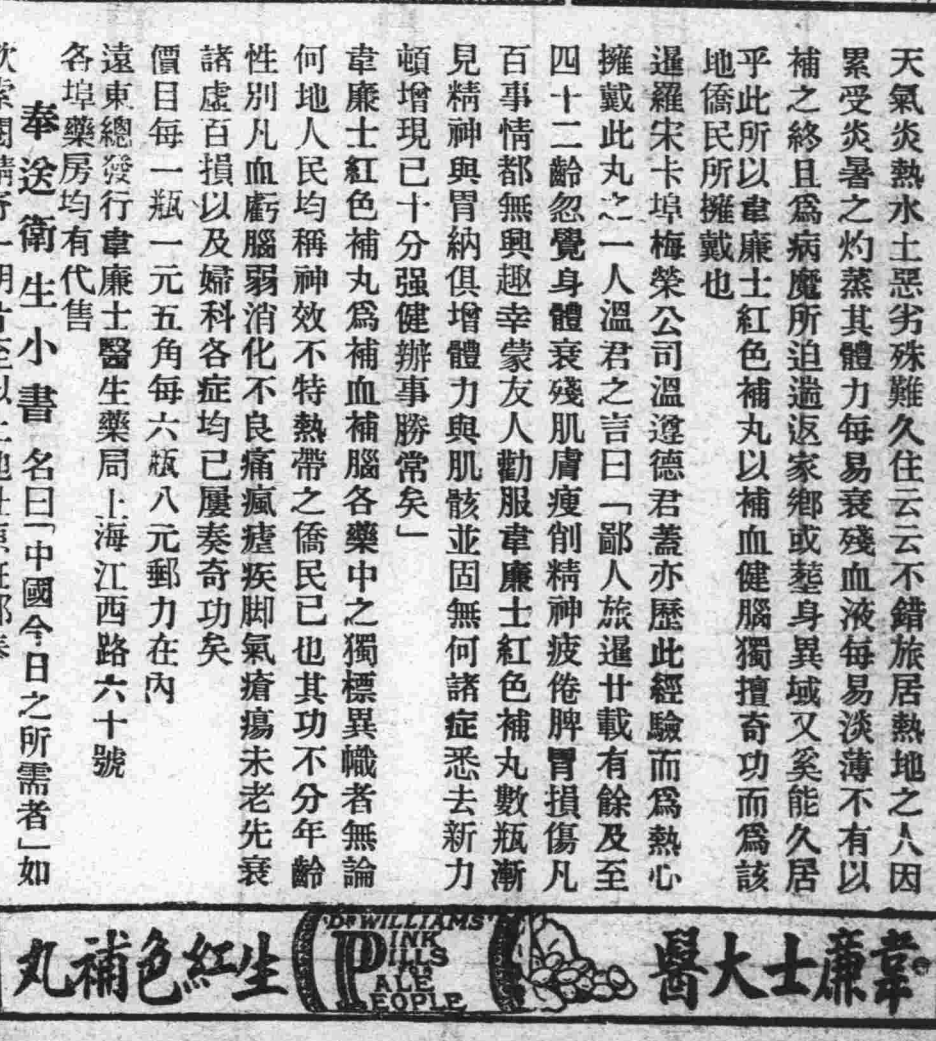 天氣炎熱水土惡劣殊難久住云云不錯旅居熱地之人因
累受炎暑之灼蒸其體力每易衰殘血液每易淡薄不有以
補之終且爲病魔所迫遄返家鄉或塟身異域又奚能久居
乎此所以韋廉士紅色補丸以補血健腦獨擅奇功而爲該
地僑民所擁戴也
暹羅宋卡埠梅榮公司溫遵德君蓋亦歷此經驗而爲熱心
擁戴此丸之一人溫君之言曰「鄙人旅暹廿載有餘及至
四十二齡忽覺身體衰殘肌膚瘦削精神疲倦脾胃損傷凡
百事情都無興趣幸蒙友人勸服韋廉士紅色補丸數瓶漸
見精神與胃納俱增體力與肌骸並固無何諸症悉去新力
頓增現已十分强健辦事勝常矣」
韋廉士紅色補丸爲補血補腦各藥中之獨標異幟者無論
何地人民均稱神效不特熱帶之僑民已也其功不分年齡
性別凡血虧腦弱消化不良痛瘋瘧疾脚氣瘡瘍未老先衰
諸虛百損以及婦科各症均已屢奏奇功矣
價目每一瓶一元五角每六瓶八元郵力在內
遠東總發行韋廉士醫生藥局上海江西路六十號
各埠藥房均有代售
奉送衛生小書名曰「中國今日之所需者」如
韋廉士大醫生紅色補丸
DR WILLIAMS'
PINK
PILLS
FOR
PALE
PEOPLE